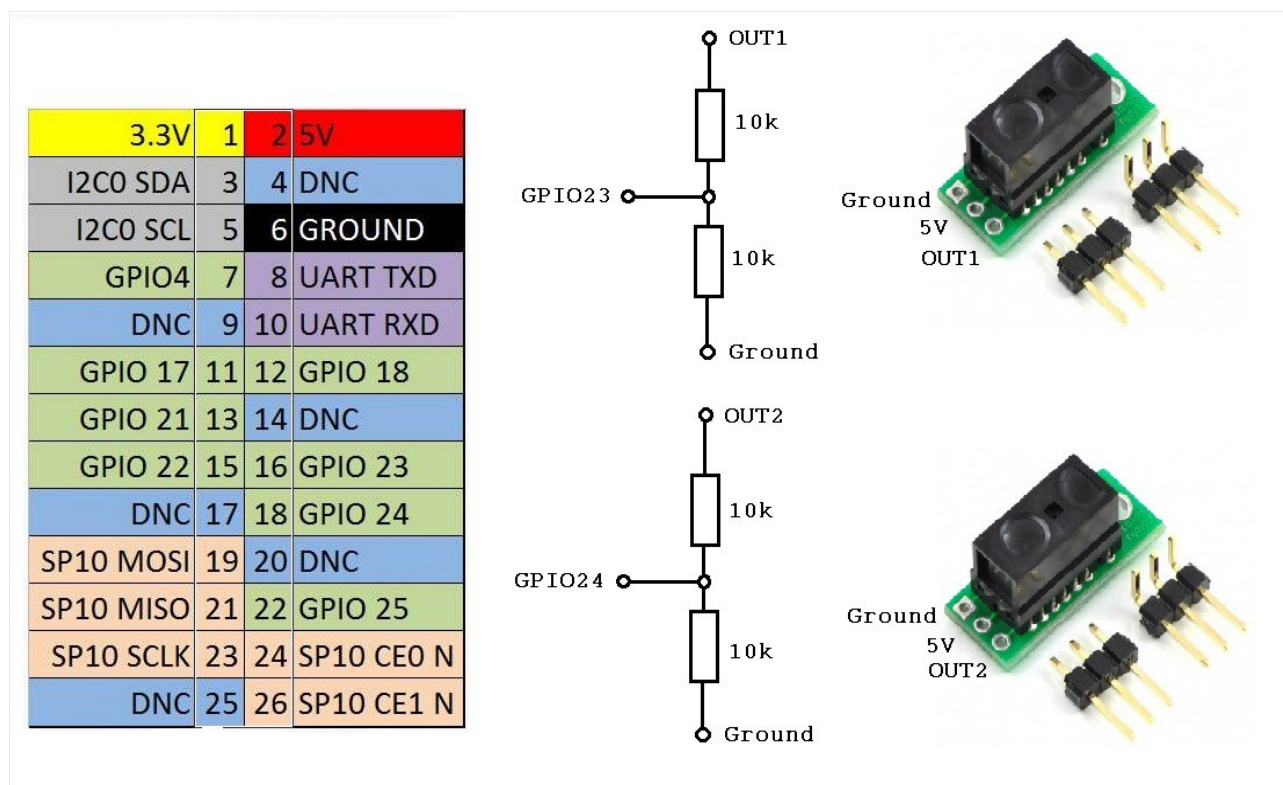 3.3V 1 2 5V
I2C0 SDA 3 4 DNC
I2C0 SCL 5 6 GROUND
GPIO4 7 8 UART TXD
DNC 9 10 UART RXD
GPIO 17 11 12 GPIO 18
GPIO 21 13 14 DNC
GPIO 22 15 16 GPIO 23
DNC 17 18 GPIO 24
SP10 MOSI 19 20 DNC
SP10 MISO 21 22 GPIO 25
SP10 SCLK 23 24 SP10 CE0 N
DNC 25 26 SP10 CE1 N
OUT1
10k
GPIO23
10k
Ground
OUT2
10k
GPIO24
10k
Ground
Ground
5V
OUT1
Ground
5V
OUT2